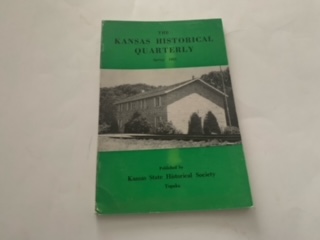 THE
KANSAS HISTORICAL
QUARTERLY
Published by
Kansas State Historical Society
Topeka